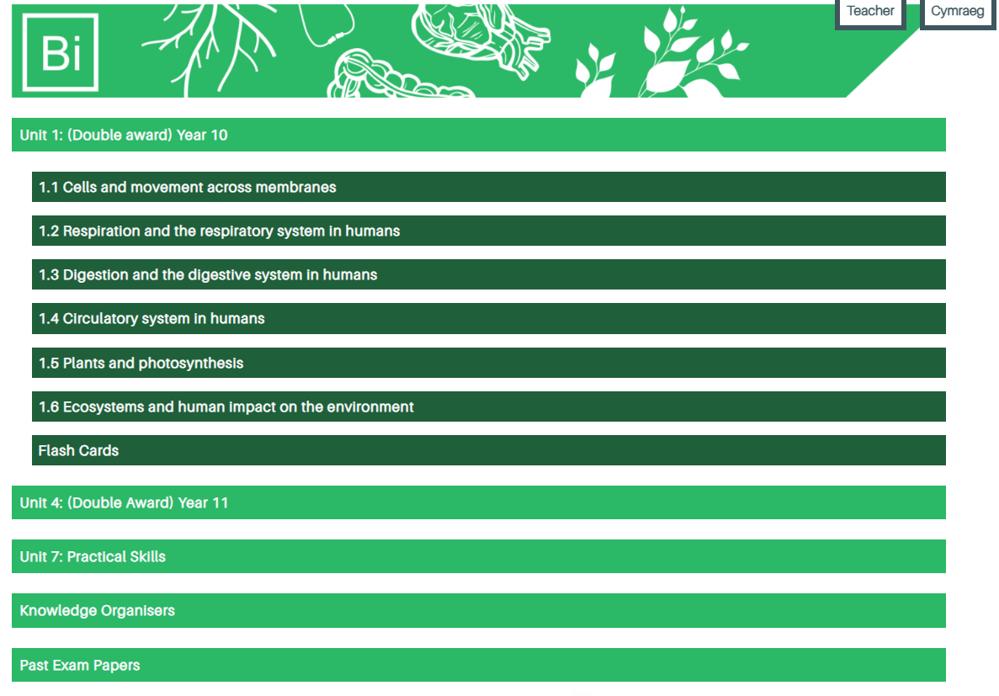 Teacher
Cymraeg
Bi
Unit 1: (Double award) Year 10
1.1 Cells and movement across membranes
1.2 Respiration and the respiratory system in humans
1.3 Digestion and the digestive system in humans
1.4 Circulatory system in humans
1.5 Plants and photosynthesis
1.6 Ecosystems and human impact on the environment
Flash Cards
Unit 4: (Double Award) Year 11
Unit 7: Practical Skills
Knowledge Organisers
Past Exam Papers